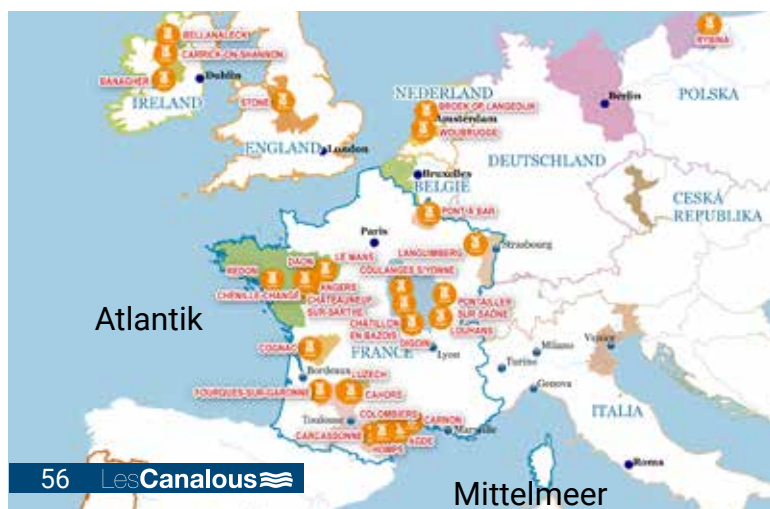 BELLANALECK
CARRICK-ON-SHANNON
BANAGHER
Dublin
IRELAND
STONE
ENGLAND
London
NEDERLAND
BROEK OP LANGEDIJK
Amsterdam
WOUBRUGGE
Berlin
POLSKA
RYBINA
DEUTSCHLAND
Bruxelles
BELGIË
ČESKÁ
REPUBLIKA
PONT À BAR
Paris
LANGUIMBERG
Strasbourg
LE MANS
DAON
COULANGES S/YONNE
REDON
ANGERS
CHENILLE-CHANGÉ
CHÂTEAUNEUF
SUR-SARTHE
PONTAILLER
SUR SAÔNE
CHÂTILLON
EN BAZOIS
LOUHANS
DIGOIN
Atlantik
COGNAC
FRANCE
Lyon
Milano
Turino
Genova
Bordeaux
LUZECH
FOURQUES-SUR-GARONNE
CAHORS
ITALIA
Toulouse
COLOMBIERS
CARNON
CARCASSONNE
AGDE
Marseille
HOMPS
Roma
56 LesCanalous
Mittelmeer